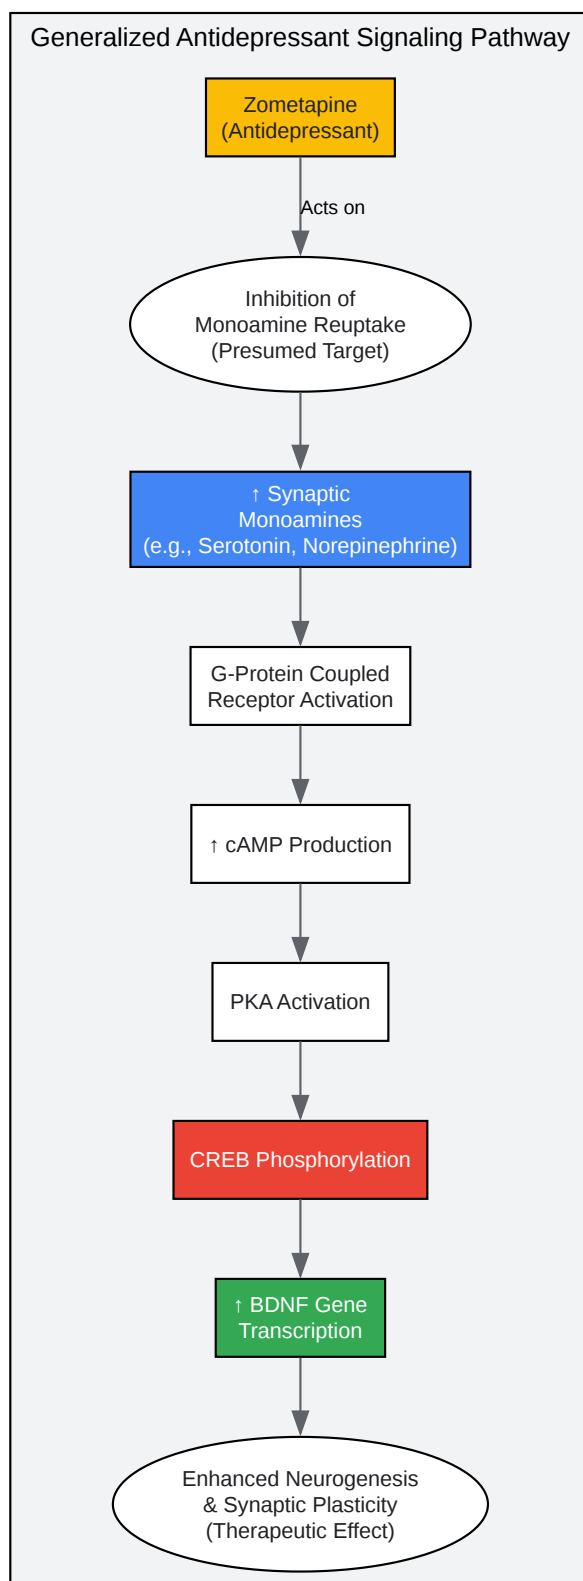 Generalized Antidepressant Signaling Pathway
Zometapine
(Antidepressant)
Acts on
Inhibition of
Monoamine Reuptake
(Presumed Target)
↑ Synaptic
Monoamines
(e.g., Serotonin, Norepinephrine)
G-Protein Coupled
Receptor Activation
↑ cAMP Production
PKA Activation
CREB Phosphorylation
↑ BDNF Gene
Transcription
Enhanced Neurogenesis
& Synaptic Plasticity
(Therapeutic Effect)